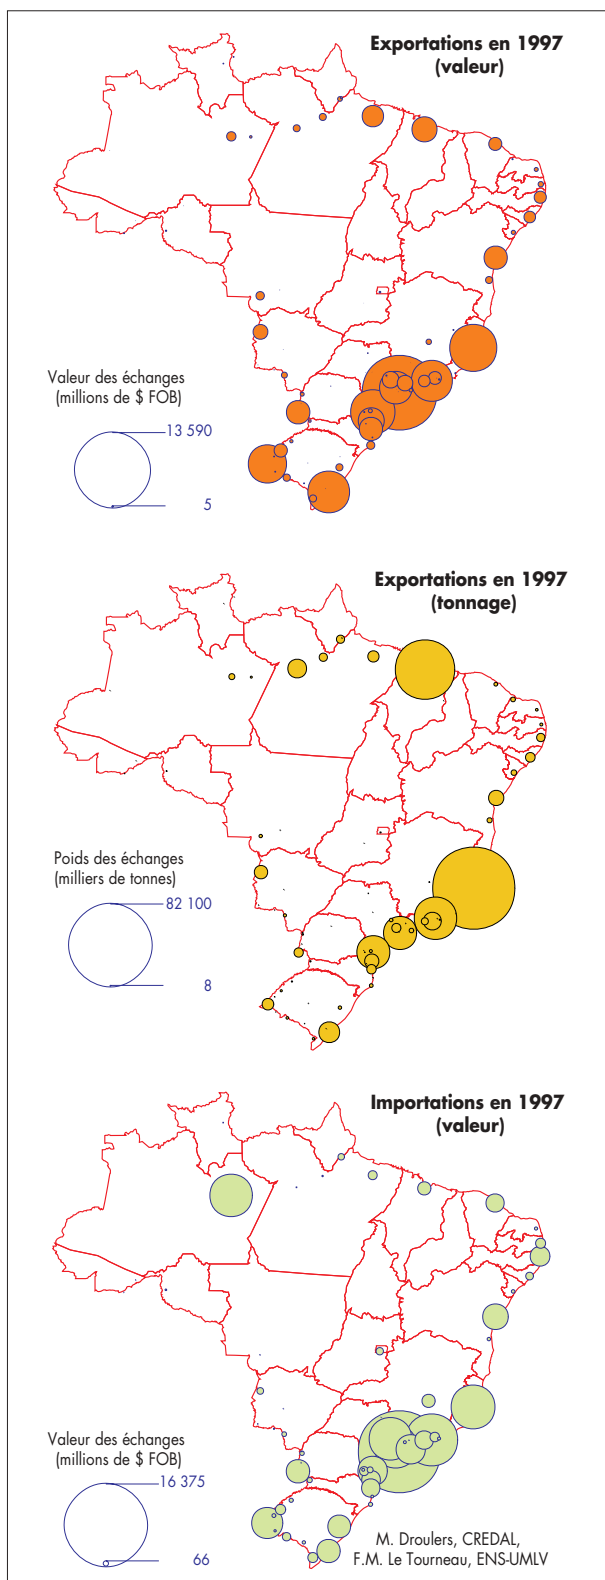 Exportations en 1997
(valeur)
Valeur des échanges
(millions de $ FOB)
13 590
5
Exportations en 1997
(tonnage)
Poids des échanges
(milliers de tonnes)
82 100
8
Importations en 1997
(valeur)
Valeur des échanges
(millions de $ FOB)
16 375
66
M. Droulers, CREDAL,
F.M. Le Tourneau, ENS-UMLV